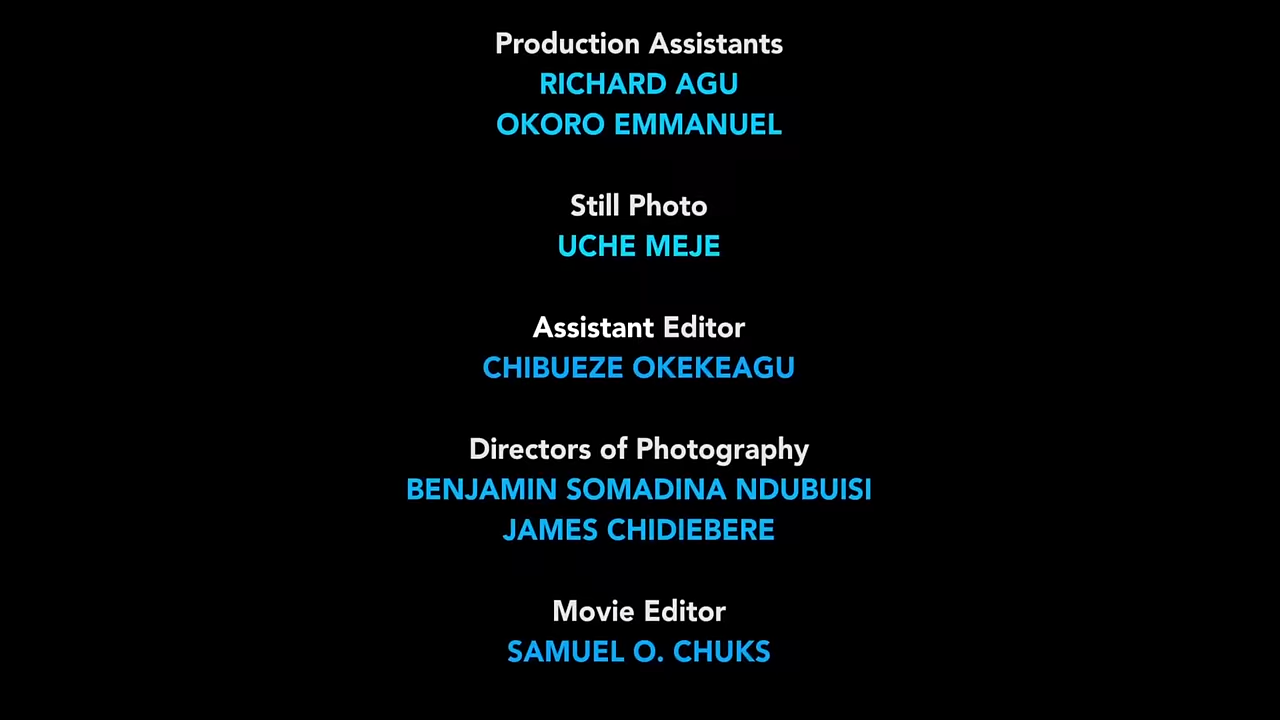 Production Assistants
RICHARD AGU
OKORO EMMANUEL
Still Photo
UCHE MEJE
Assistant Editor
CHIBUEZE OKEKEAGU
Directors of Photography
BENJAMIN SOMADINA NDUBUISI
JAMES CHIDIEBERE
Movie Editor
SAMUEL O. CHUKS